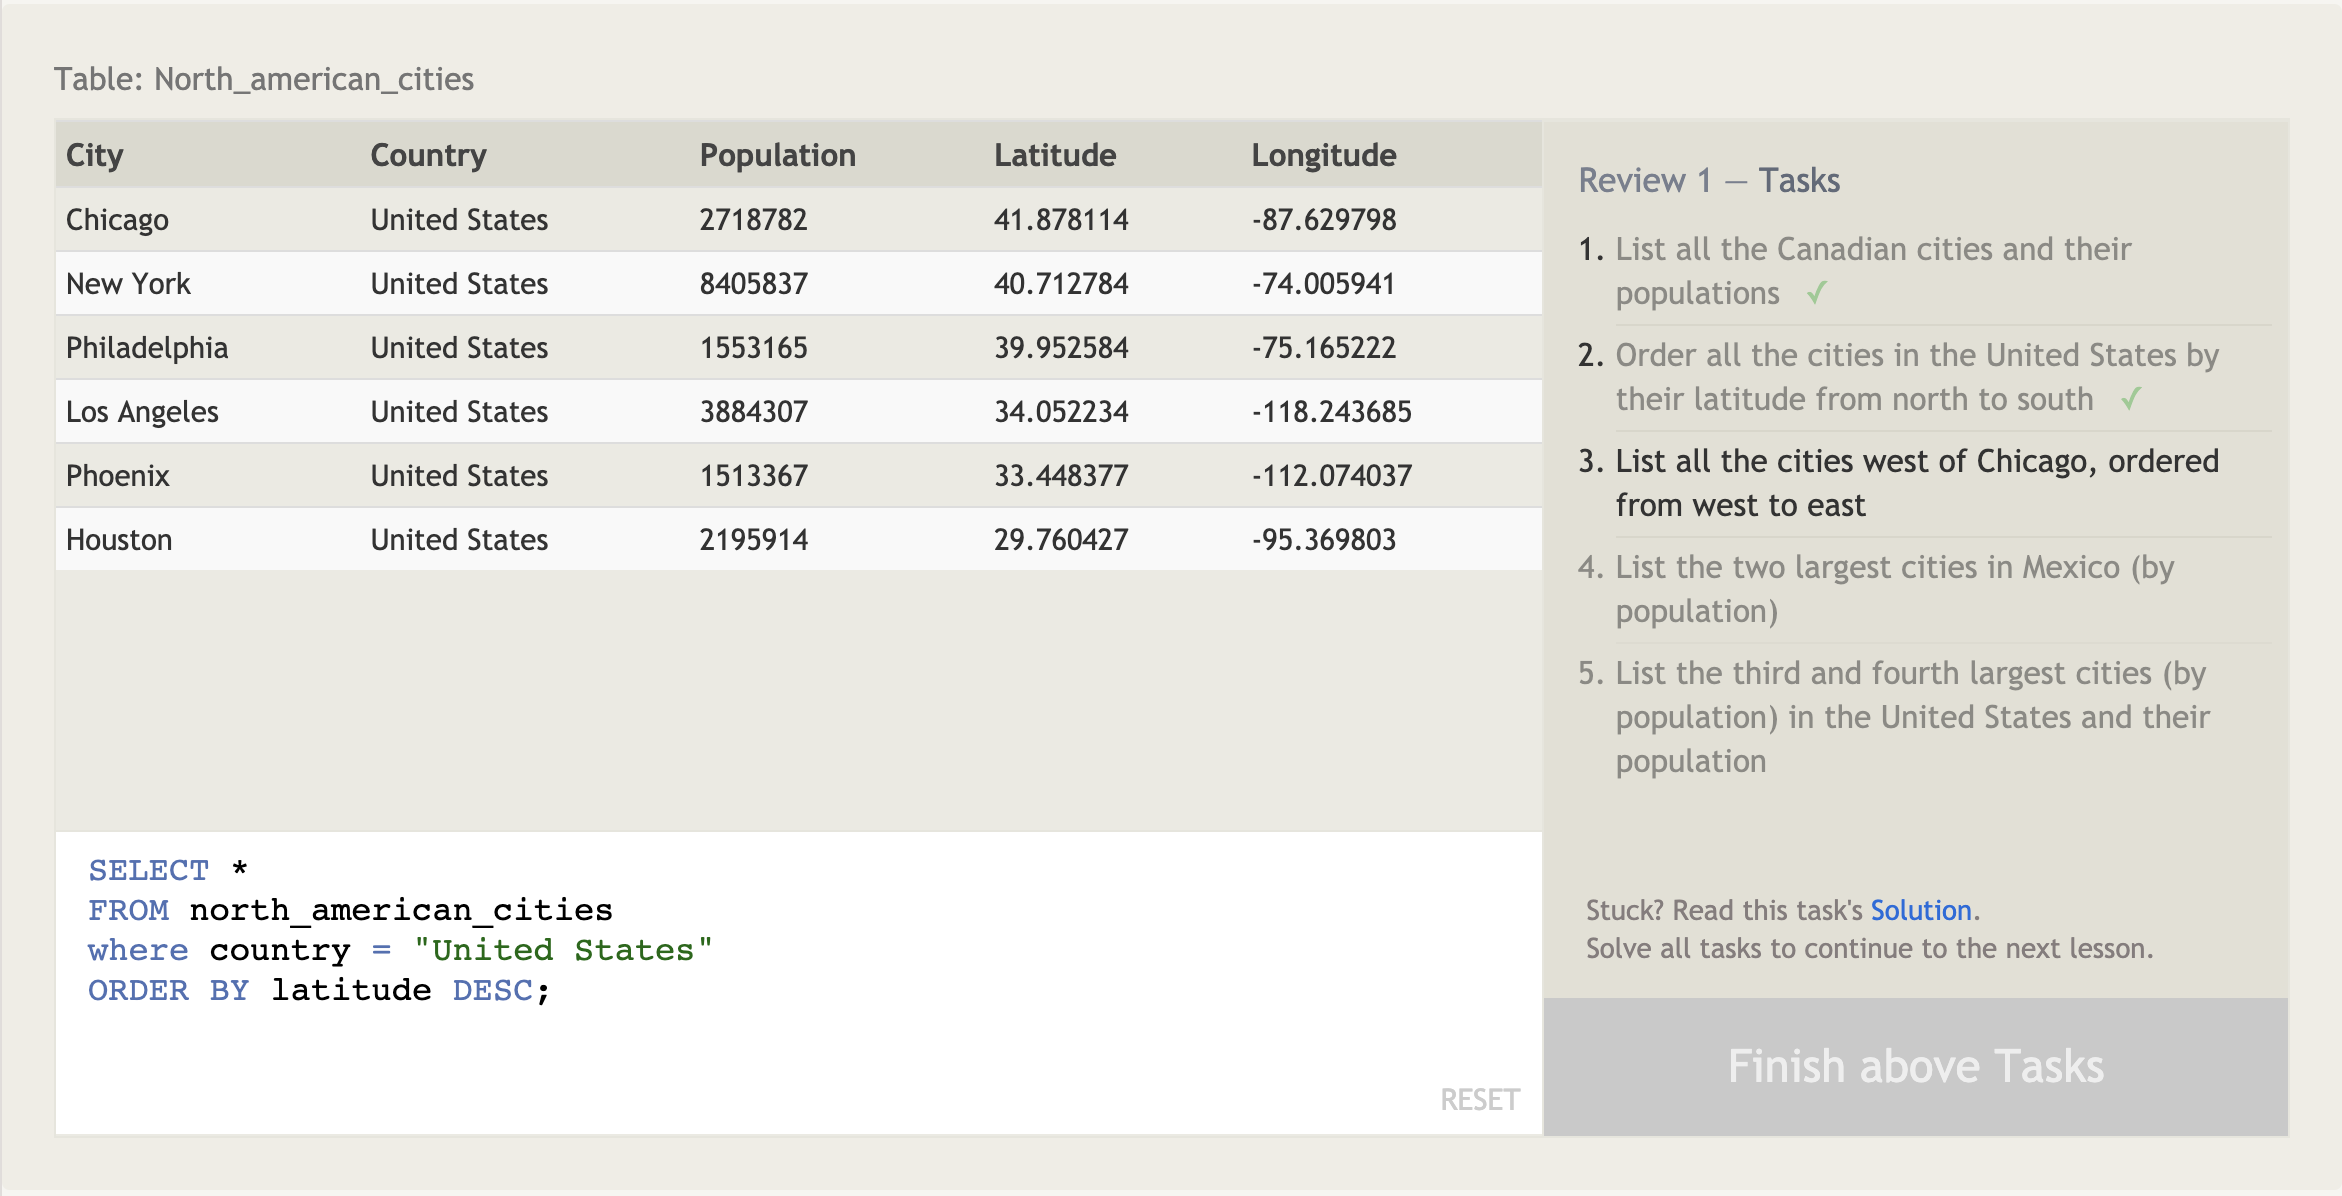 Table: North_american_cities
City Country Population Latitude Longitude
Chicago United States 2718782 41.878114 -87.629798
New York United States 8405837 40.712784 -74.005941
Philadelphia United States 1553165 39.952584 -75.165222
Los Angeles United States 3884307 34.052234 -118.243685
Phoenix United States 1513367 33.448377 -112.074037
Houston United States 2195914 29.760427 -95.369803
SELECT *
FROM north_american_cities
where country = "United States"
ORDER BY latitude DESC;
RESET
Review 1 — Tasks
1. List all the Canadian cities and their
populations ✓
2. Order all the cities in the United States by
their latitude from north to south ✓
3. List all the cities west of Chicago, ordered
from west to east
4. List the two largest cities in Mexico (by
population)
5. List the third and fourth largest cities (by
population) in the United States and their
population
Stuck? Read this task's Solution.
Solve all tasks to continue to the next lesson.
Finish above Tasks